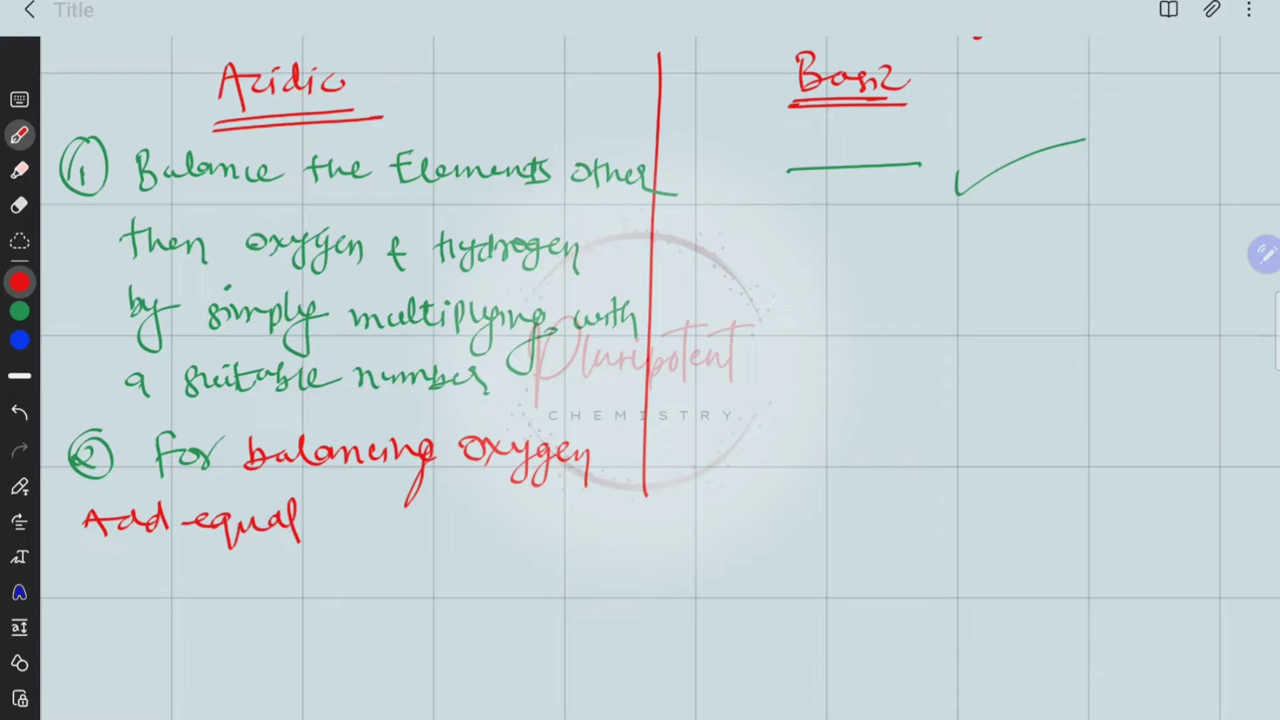 Title
Acidic
Basic
① Balance the Elements other
then oxygen & hydrogen
by simply multiplying with
a suitable number
② For balancing oxygen
Add equal
Pluripotent
CHEMISTRY